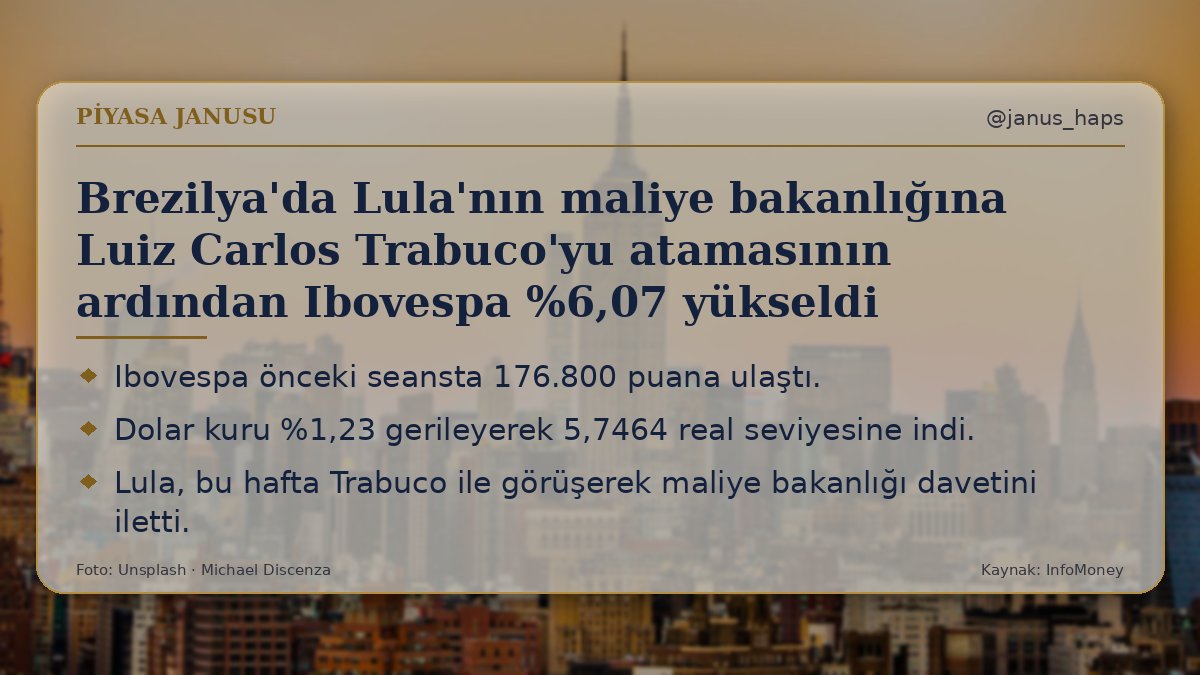 PİYASA JANUSU
@janus_haps
Brezilya'da Lula'nın maliye bakanlığına
Luiz Carlos Trabuco'yu atamasının
ardından Ibovespa %6,07 yükseldi
Ibovespa önceki seansta 176.800 puana ulaştı.
Dolar kuru %1,23 gerileyerek 5,7464 real seviyesine indi.
Lula, bu hafta Trabuco ile görüşerek maliye bakanlığı davetini
iletti.
Foto: Unsplash · Michael Discenza
Kaynak: InfoMoney